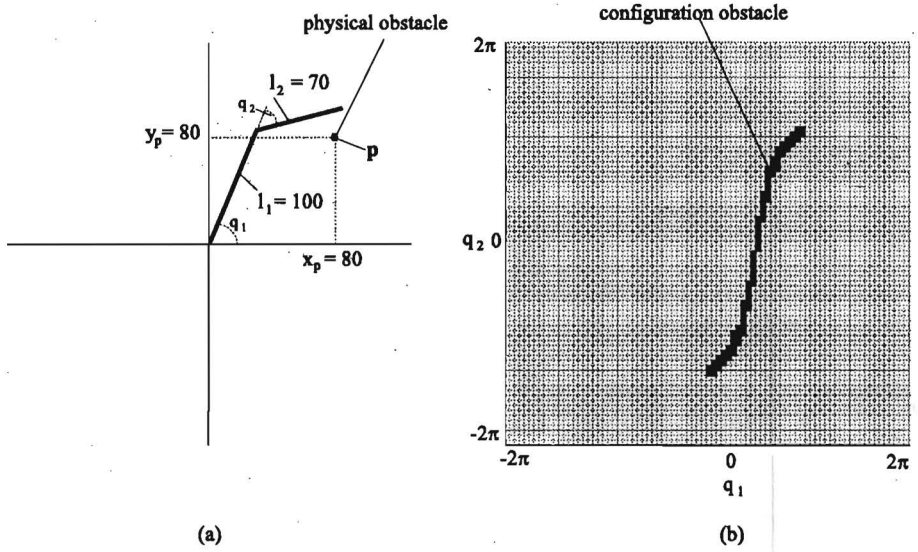 physical obstacle
l₂ = 70
q₂
yₚ = 80
p
l₁ = 100
q₁
xₚ = 80
(a)
configuration obstacle
2π
q₂ 0
-2π
-2π 0 2π
q₁
(b)